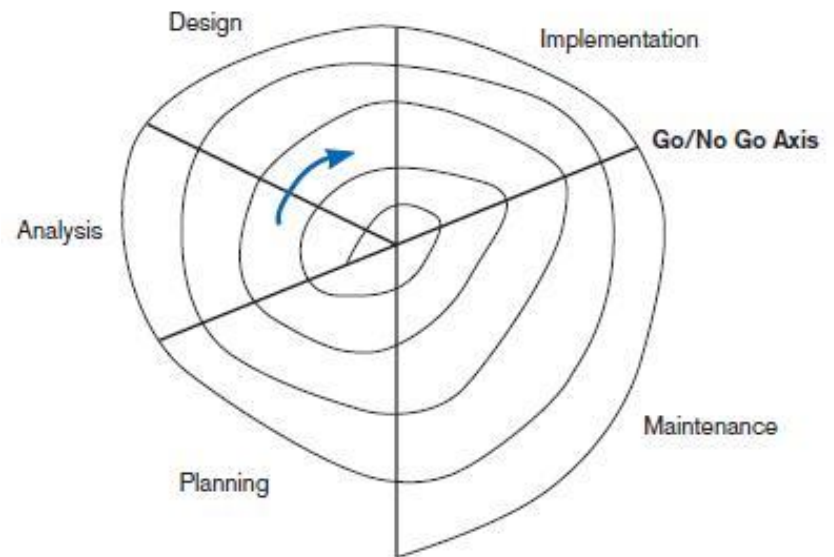 Design
Implementation
Go/No Go Axis
Analysis
Maintenance
Planning